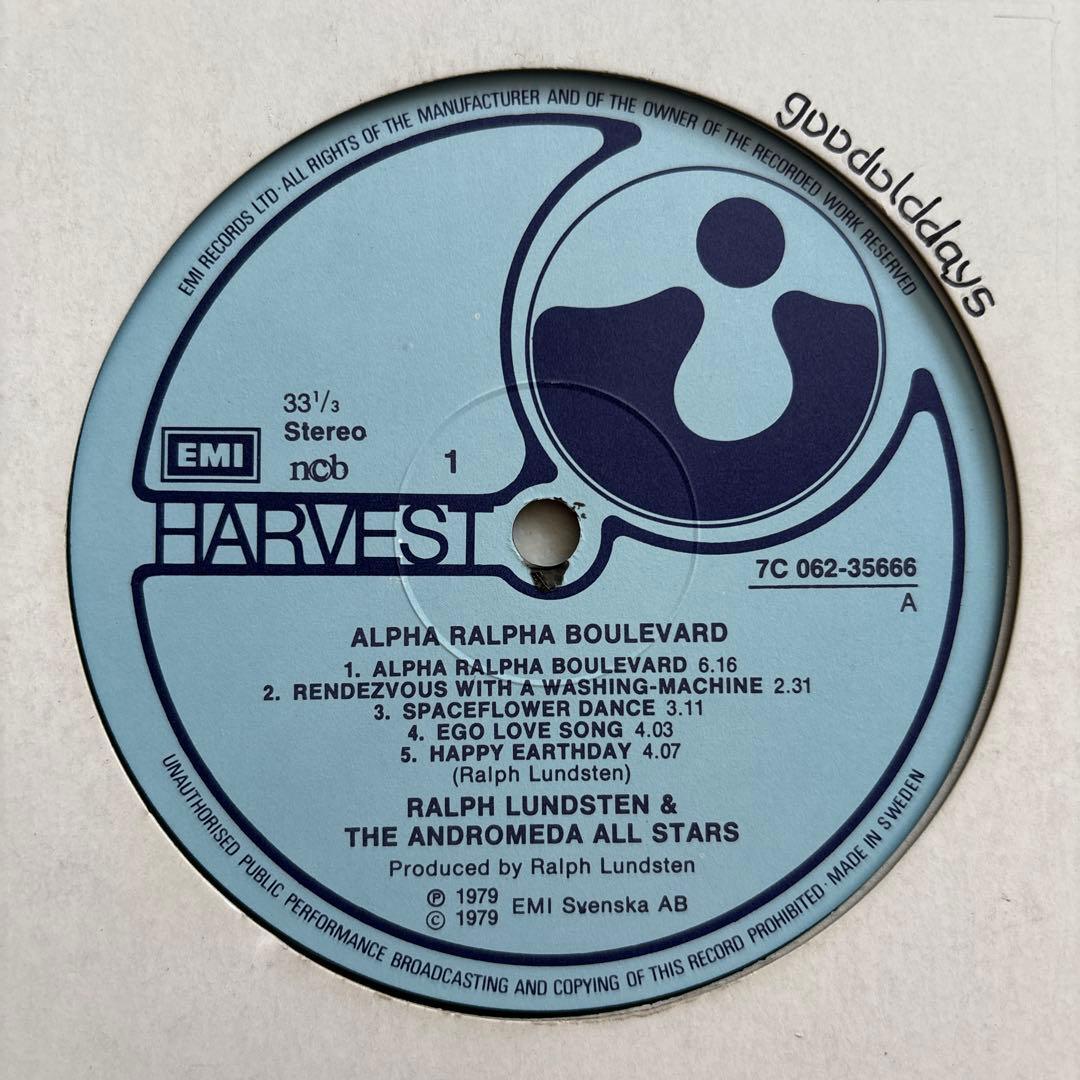 EMI RECORDS LTD · ALL RIGHTS OF THE MANUFACTURER AND OF THE OWNER OF THE RECORDED WORK RESERVED
goodolddays
33 1/3
Stereo
EMI
ncb
1
HARVEST
7C 062-35666
A
ALPHA RALPHA BOULEVARD
1. ALPHA RALPHA BOULEVARD 6.16
2. RENDEZVOUS WITH A WASHING-MACHINE 2.31
3. SPACEFLOWER DANCE 3.11
4. EGO LOVE SONG 4.03
5. HAPPY EARTHDAY 4.07
(Ralph Lundsten)
RALPH LUNDSTEN &
THE ANDROMEDA ALL STARS
Produced by Ralph Lundsten
℗ 1979
© 1979 EMI Svenska AB
UNAUTHORISED PUBLIC PERFORMANCE BROADCASTING AND COPYING OF THIS RECORD PROHIBITED · MADE IN SWEDEN